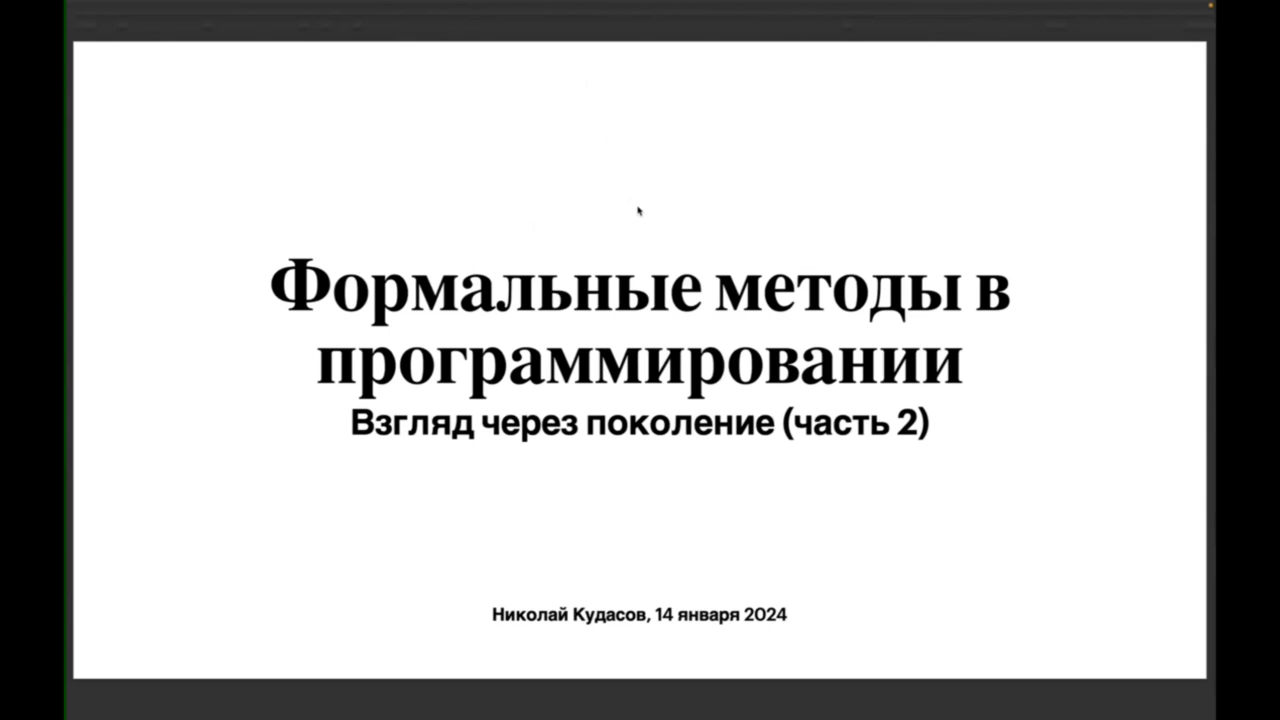 Формальные методы в
программировании
Взгляд через поколение (часть 2)
Николай Кудасов, 14 января 2024